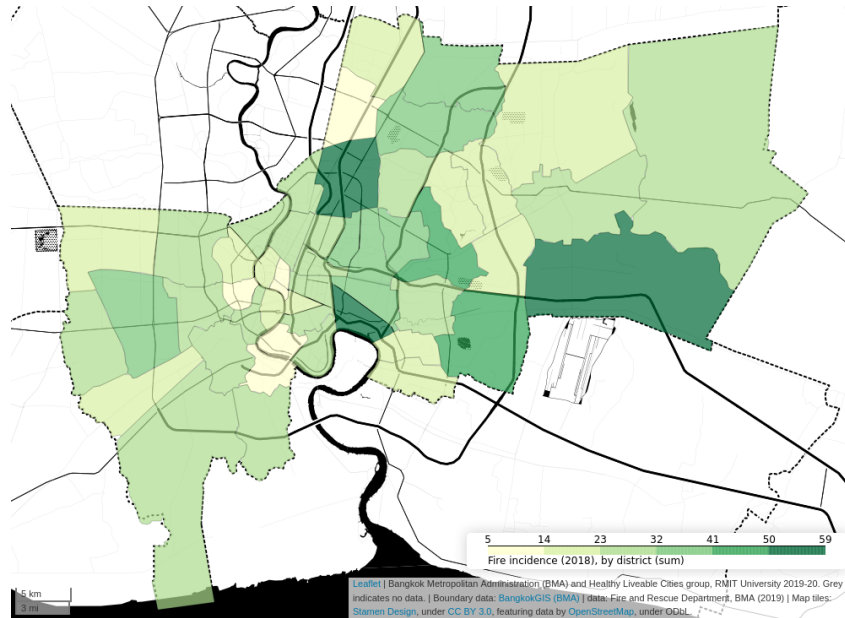 5 14 23 32 41 50 59
Fire incidence (2018), by district (sum)
5 km
3 mi
Leaflet | Bangkok Metropolitan Administration (BMA) and Healthy Liveable Cities group, RMIT University 2019-20. Grey
indicates no data. | Boundary data: BangkokGIS (BMA) | data: Fire and Rescue Department, BMA (2019) | Map tiles:
Stamen Design, under CC BY 3.0, featuring data by OpenStreetMap, under ODbL.